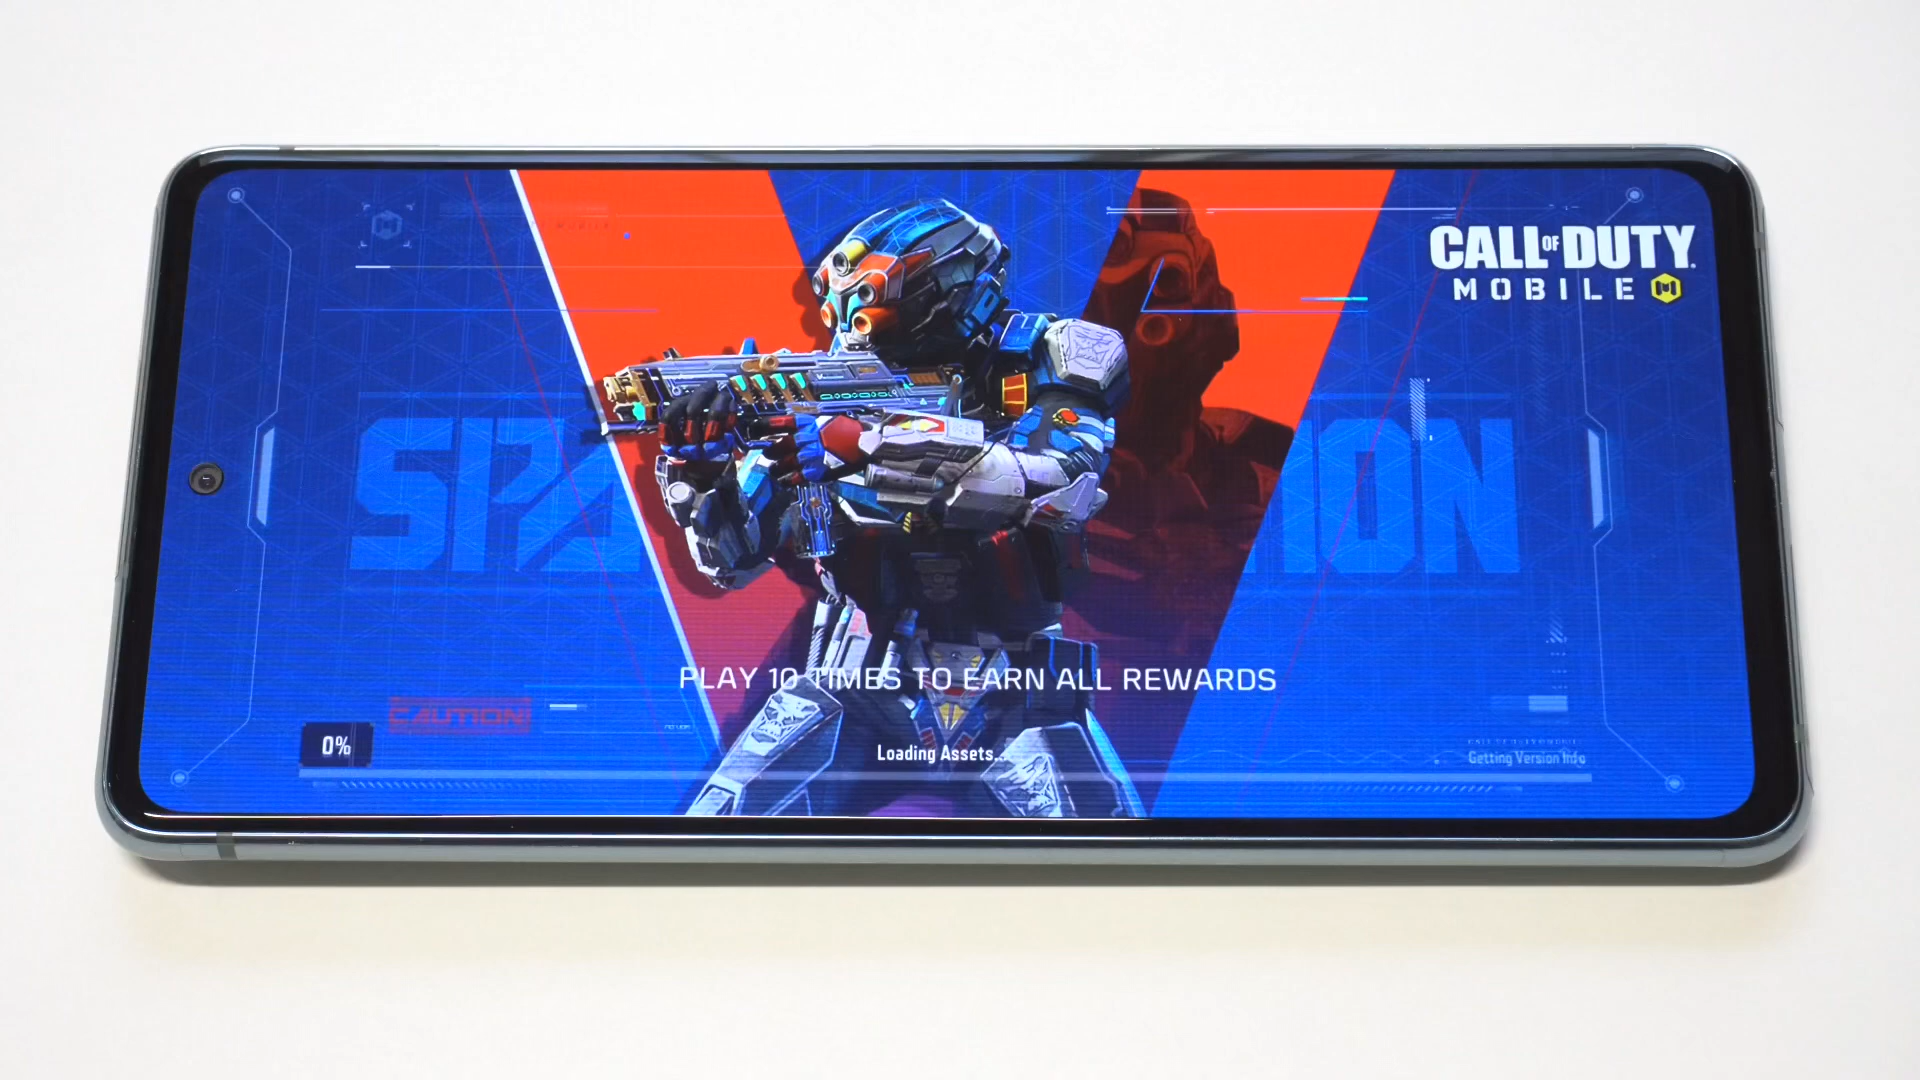 CALL OF DUTY
MOBILE
PLAY 10 TIMES TO EARN ALL REWARDS
CAUTION!
0%
Loading Assets..
Getting Version Info